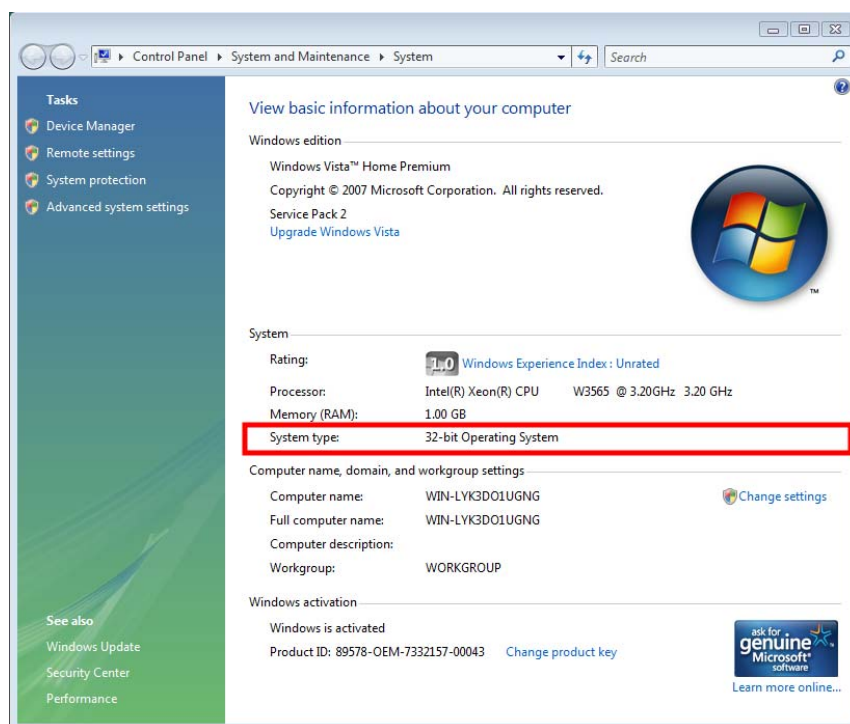 Control Panel ▸ System and Maintenance ▸ System
Search
Tasks
Device Manager
Remote settings
System protection
Advanced system settings
View basic information about your computer
Windows edition
Windows Vista™ Home Premium
Copyright © 2007 Microsoft Corporation. All rights reserved.
Service Pack 2
Upgrade Windows Vista
TM
System
Rating: 1,0 Windows Experience Index : Unrated
Processor: Intel(R) Xeon(R) CPU W3565 @ 3.20GHz 3.20 GHz
Memory (RAM): 1.00 GB
System type: 32-bit Operating System
Computer name, domain, and workgroup settings
Computer name: WIN-LYK3DO1UGNG Change settings
Full computer name: WIN-LYK3DO1UGNG
Computer description:
Workgroup: WORKGROUP
Windows activation
Windows is activated
Product ID: 89578-OEM-7332157-00043 Change product key
ask for
genuine
Microsoft®
software
Learn more online...
See also
Windows Update
Security Center
Performance